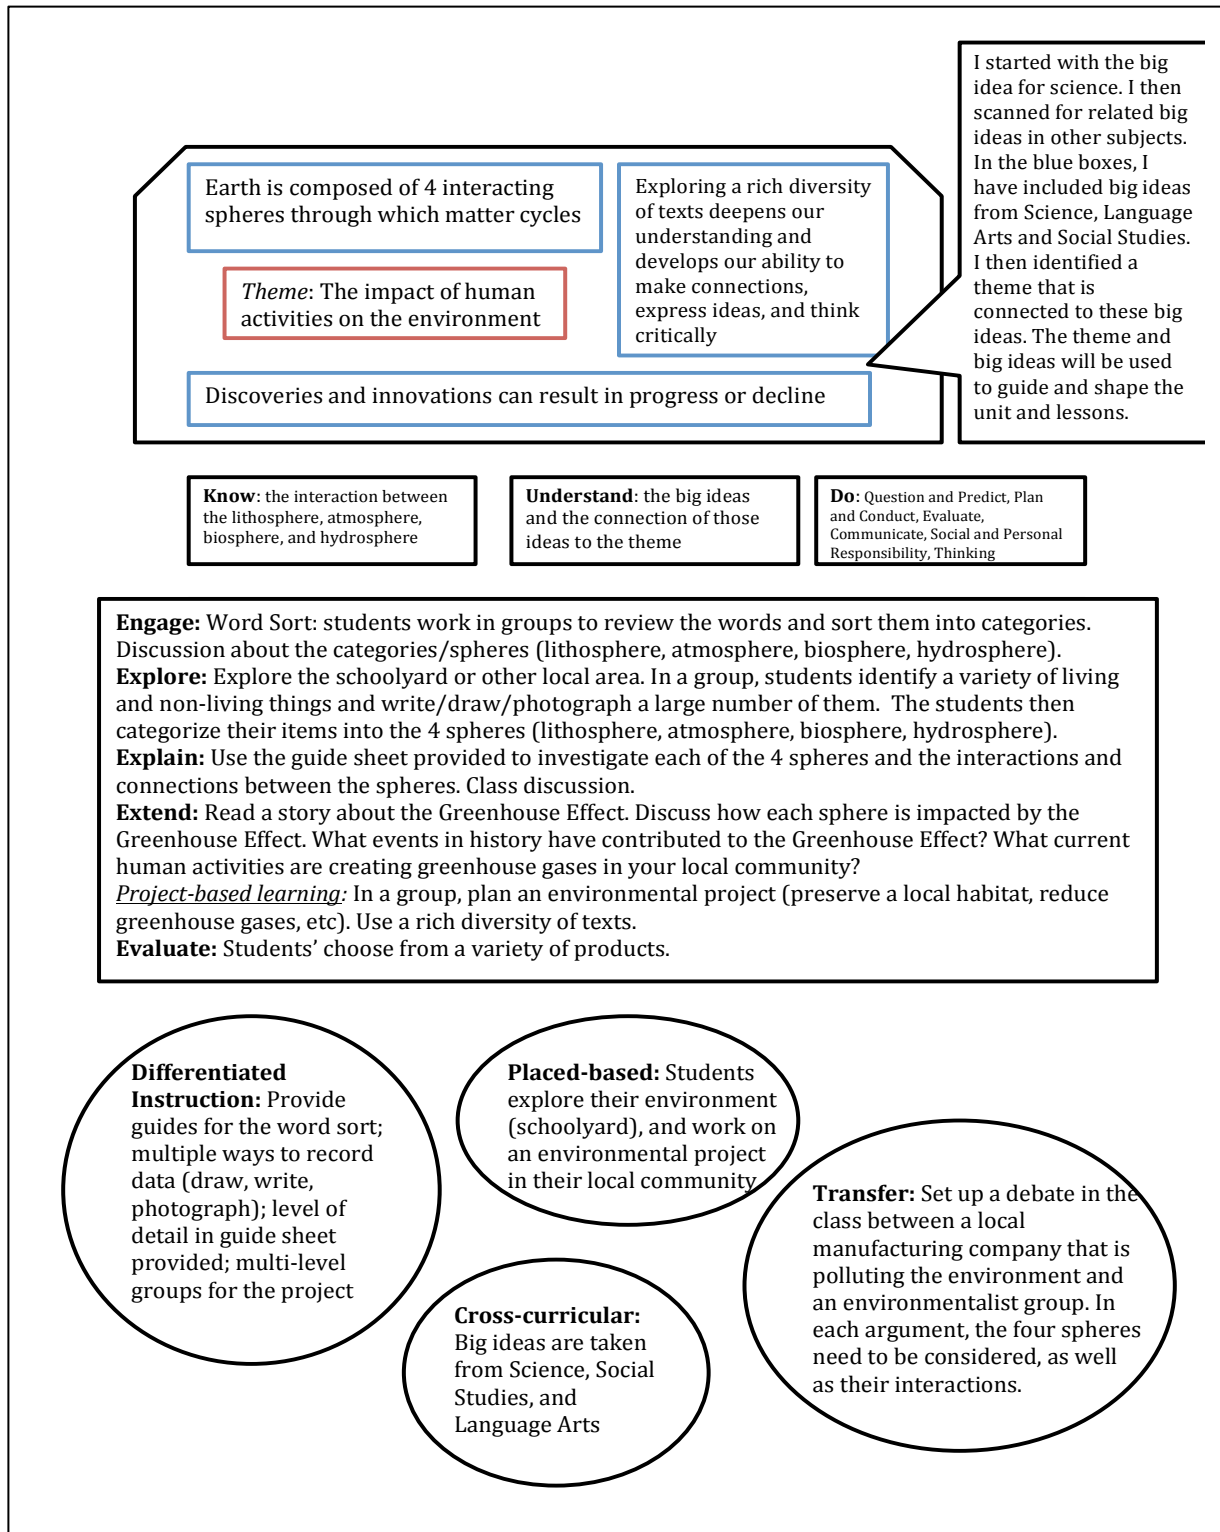 I started with the big
idea for science. I then
scanned for related big
ideas in other subjects.
In the blue boxes, I
have included big ideas
from Science, Language
Arts and Social Studies.
I then identified a
theme that is
connected to these big
ideas. The theme and
big ideas will be used
to guide and shape the
unit and lessons.
Earth is composed of 4 interacting
spheres through which matter cycles
Exploring a rich diversity
of texts deepens our
understanding and
develops our ability to
make connections,
express ideas, and think
critically
Theme: The impact of human
activities on the environment
Discoveries and innovations can result in progress or decline
Know: the interaction between
the lithosphere, atmosphere,
biosphere, and hydrosphere
Understand: the big ideas
and the connection of those
ideas to the theme
Do: Question and Predict, Plan
and Conduct, Evaluate,
Communicate, Social and Personal
Responsibility, Thinking
Engage: Word Sort: students work in groups to review the words and sort them into categories.
Discussion about the categories/spheres (lithosphere, atmosphere, biosphere, hydrosphere).
Explore: Explore the schoolyard or other local area. In a group, students identify a variety of living
and non-living things and write/draw/photograph a large number of them.  The students then
categorize their items into the 4 spheres (lithosphere, atmosphere, biosphere, hydrosphere).
Explain: Use the guide sheet provided to investigate each of the 4 spheres and the interactions and
connections between the spheres. Class discussion.
Extend: Read a story about the Greenhouse Effect. Discuss how each sphere is impacted by the
Greenhouse Effect. What events in history have contributed to the Greenhouse Effect? What current
human activities are creating greenhouse gases in your local community?
Project-based learning: In a group, plan an environmental project (preserve a local habitat, reduce
greenhouse gases, etc). Use a rich diversity of texts.
Evaluate: Students’ choose from a variety of products.
Differentiated
Instruction: Provide
guides for the word sort;
multiple ways to record
data (draw, write,
photograph); level of
detail in guide sheet
provided; multi-level
groups for the project
Placed-based: Students
explore their environment
(schoolyard), and work on
an environmental project
in their local community
Transfer: Set up a debate in the
class between a local
manufacturing company that is
polluting the environment and
an environmentalist group. In
each argument, the four spheres
need to be considered, as well
as their interactions.
Cross-curricular:
Big ideas are taken
from Science, Social
Studies, and
Language Arts